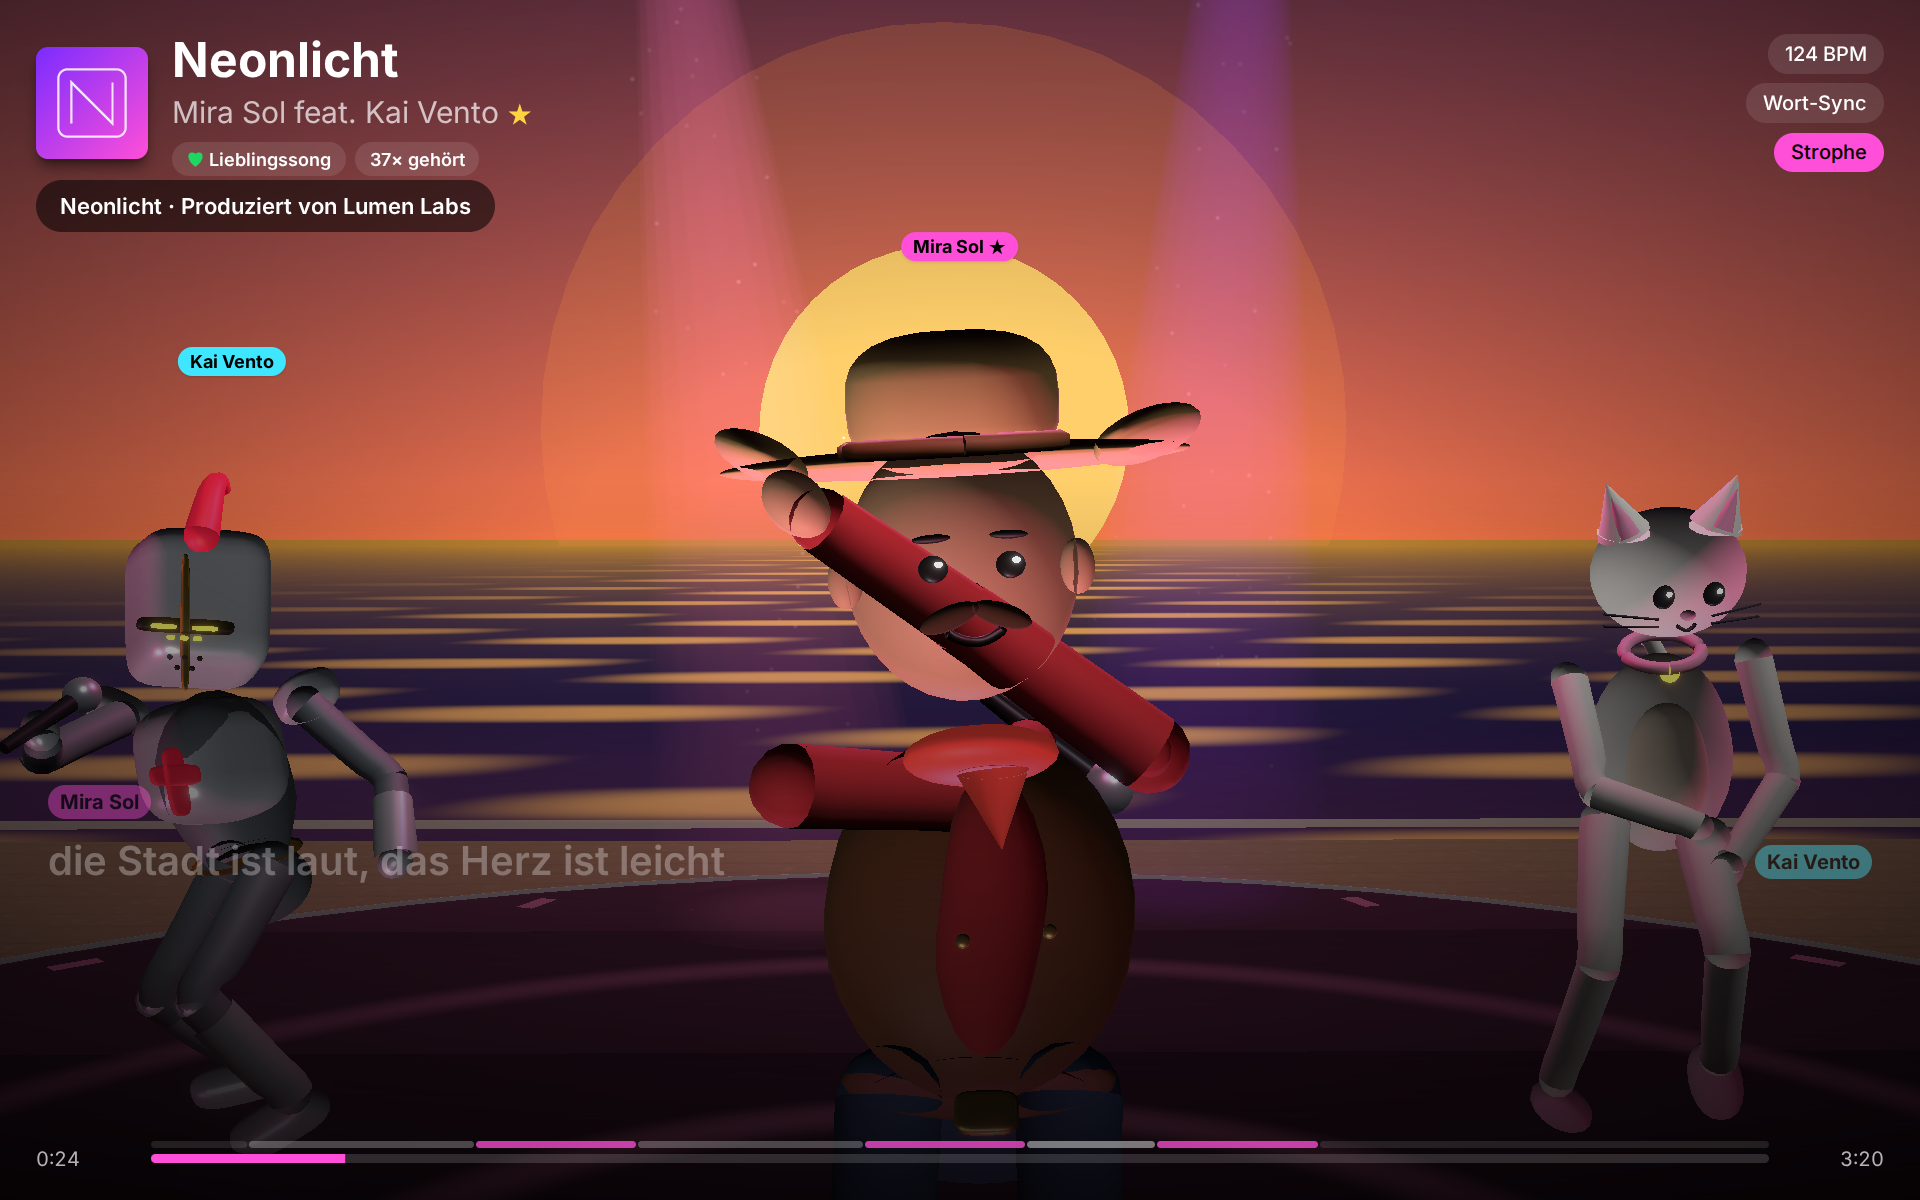 N
Neonlicht
Mira Sol feat. Kai Vento ★
Lieblingssong
37× gehört
Neonlicht · Produziert von Lumen Labs
124 BPM
Wort-Sync
Strophe
Mira Sol ★
Kai Vento
Mira Sol
die Stadt ist laut, das Herz ist leicht
Kai Vento
0:24
3:20